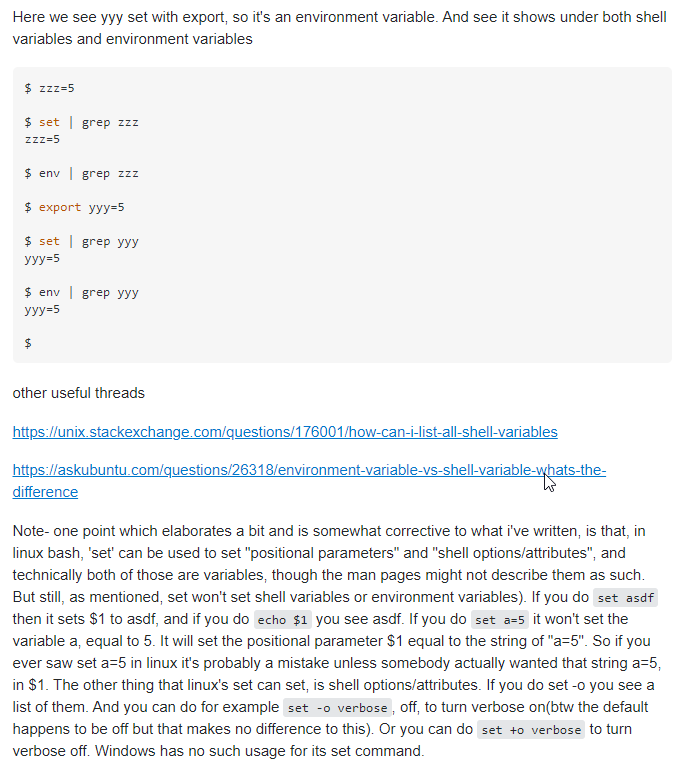 Here we see yyy set with export, so it's an environment variable. And see it shows under both shell
variables and environment variables
$ zzz=5
$ set | grep zzz
zzz=5
$ env | grep zzz
$ export yyy=5
$ set | grep yyy
yyy=5
$ env | grep yyy
yyy=5
$
other useful threads
https://unix.stackexchange.com/questions/176001/how-can-i-list-all-shell-variables
https://askubuntu.com/questions/26318/environment-variable-vs-shell-variable-whats-the-
difference
Note- one point which elaborates a bit and is somewhat corrective to what i've written, is that, in
linux bash, 'set' can be used to set "positional parameters" and "shell options/attributes", and
technically both of those are variables, though the man pages might not describe them as such.
But still, as mentioned, set won't set shell variables or environment variables). If you do set asdf
then it sets $1 to asdf, and if you do echo $1 you see asdf. If you do set a=5 it won't set the
variable a, equal to 5. It will set the positional parameter $1 equal to the string of "a=5". So if you
ever saw set a=5 in linux it's probably a mistake unless somebody actually wanted that string a=5,
in $1. The other thing that linux's set can set, is shell options/attributes. If you do set -o you see a
list of them. And you can do for example set -o verbose , off, to turn verbose on(btw the default
happens to be off but that makes no difference to this). Or you can do set +o verbose to turn
verbose off. Windows has no such usage for its set command.